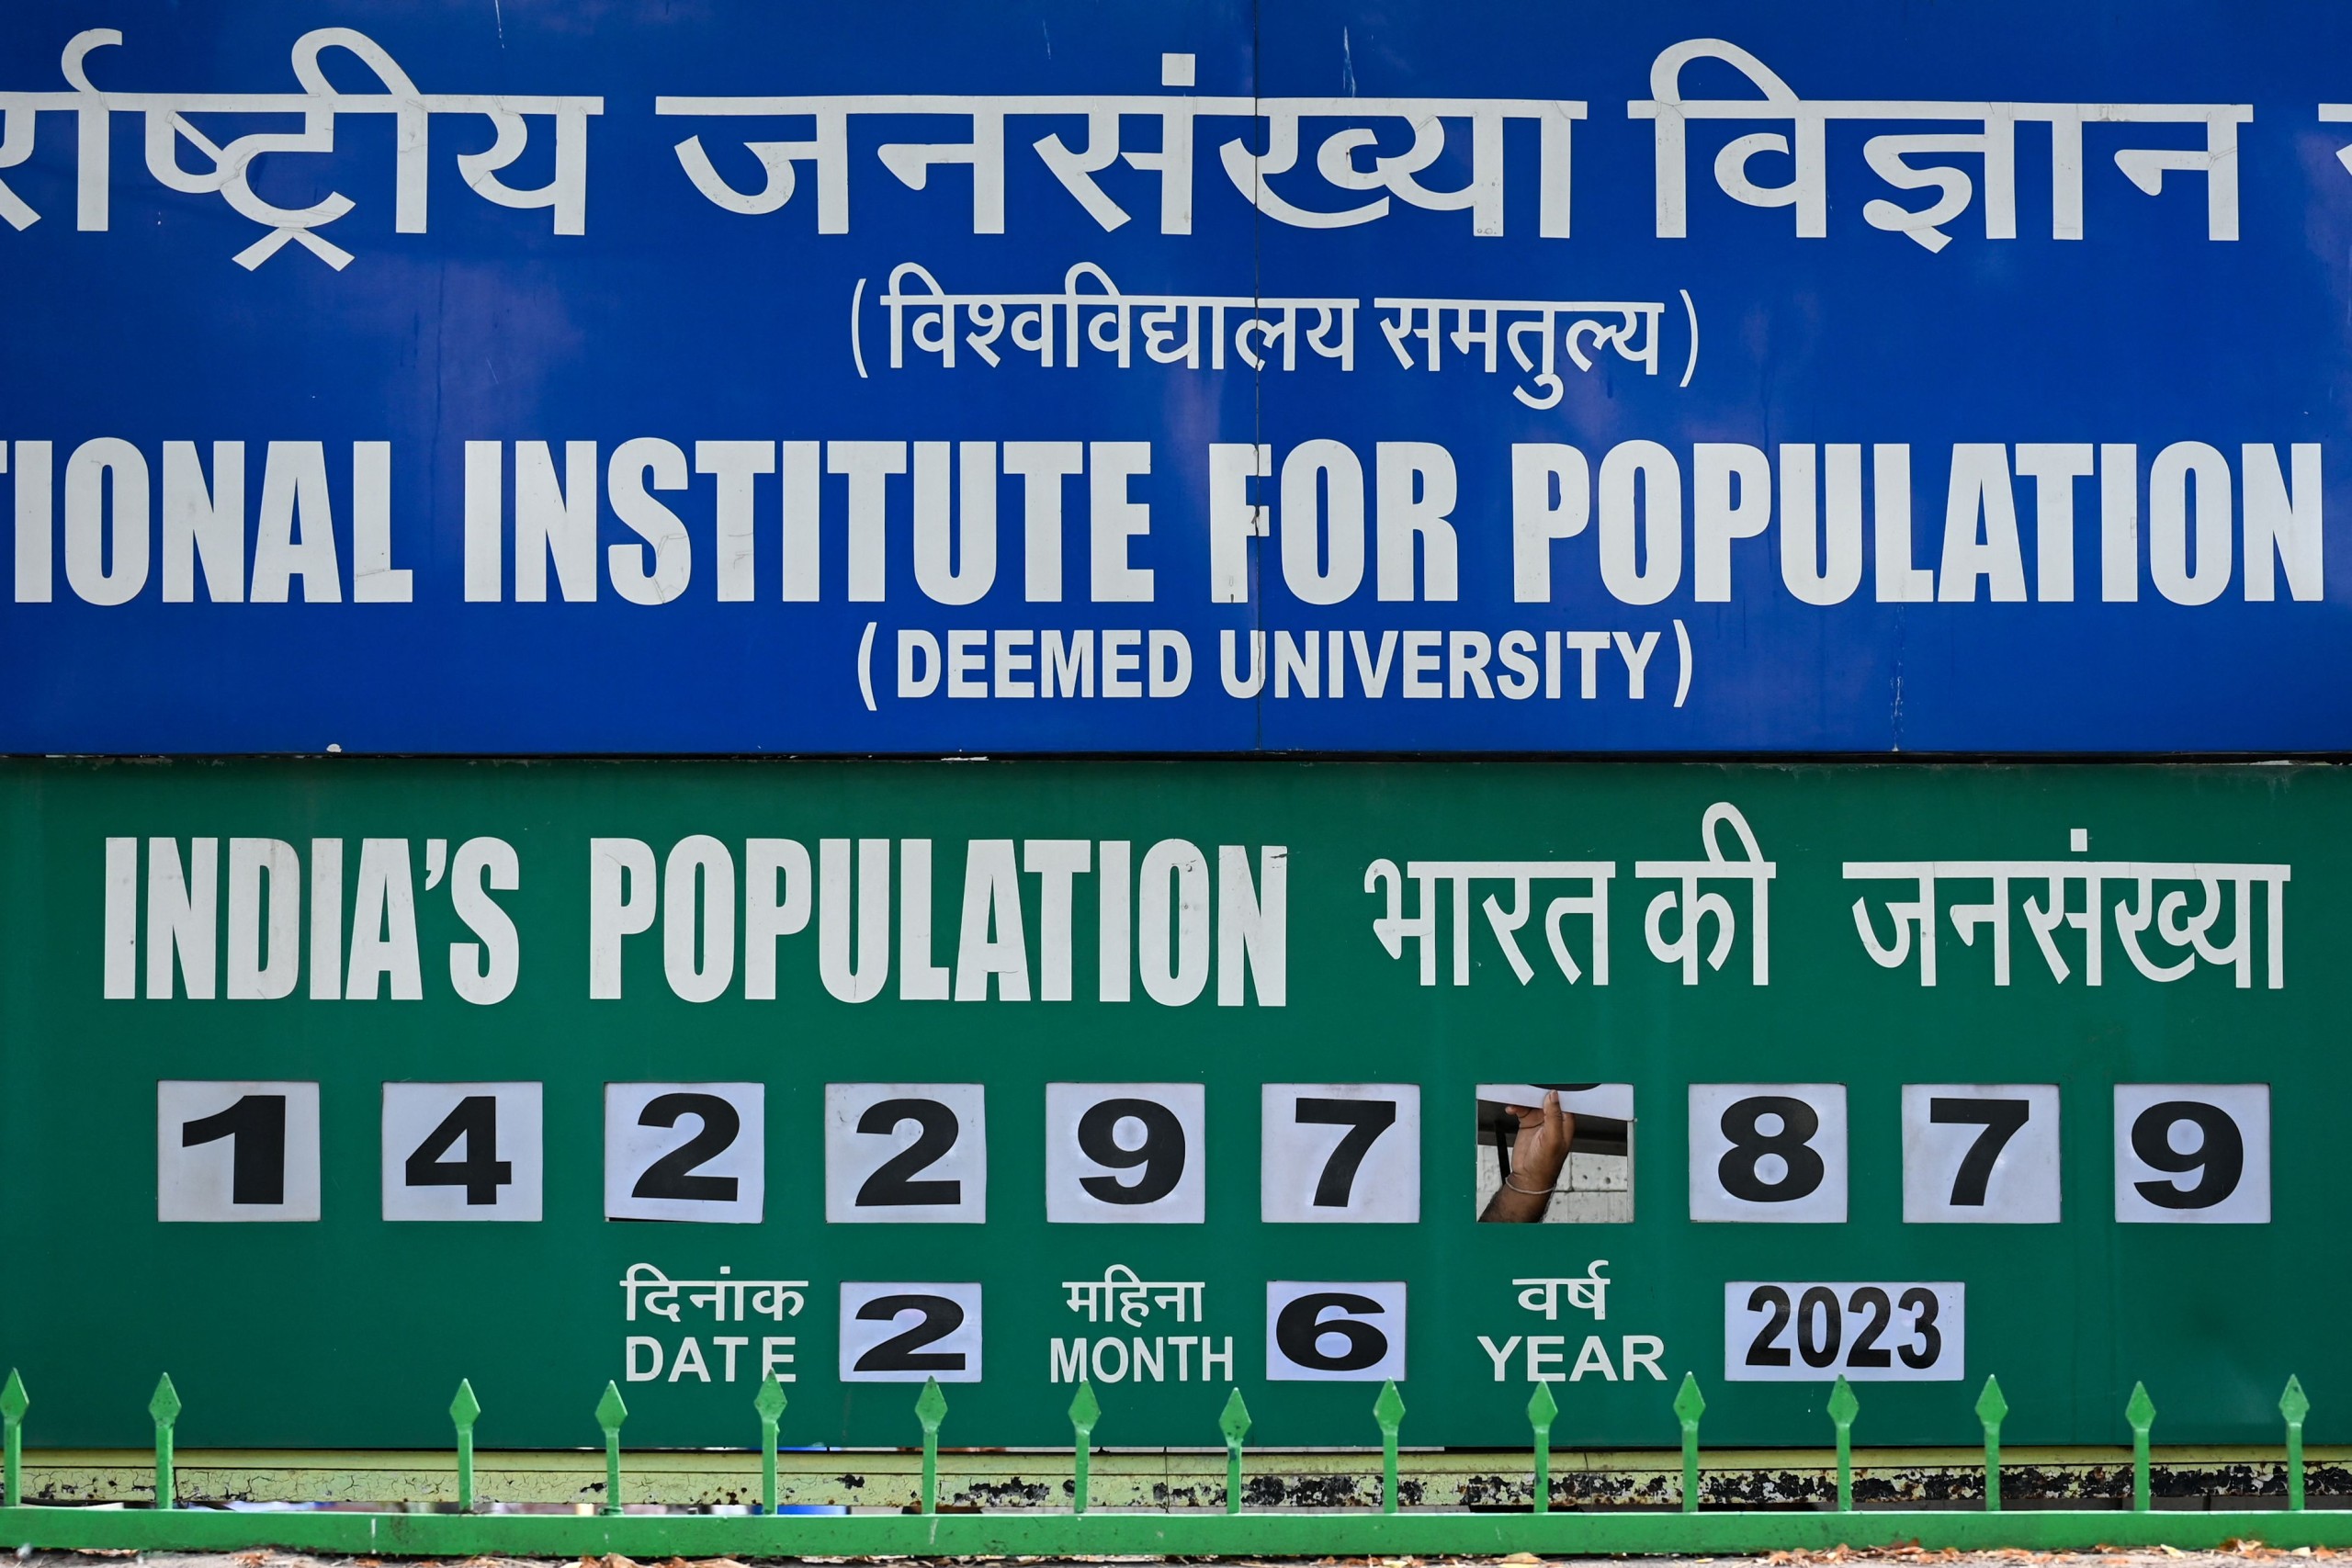 र्राष्ट्रीय जनसंख्या विज्ञान
(विश्वविद्यालय समतुल्य)
TIONAL INSTITUTE FOR POPULATION
(DEEMED UNIVERSITY)
INDIA'S POPULATION भारत की जनसंख्या
1 4 2 2 9 7 8 7 9
दिनांक DATE 2 महिना MONTH 6 वर्ष YEAR 2023